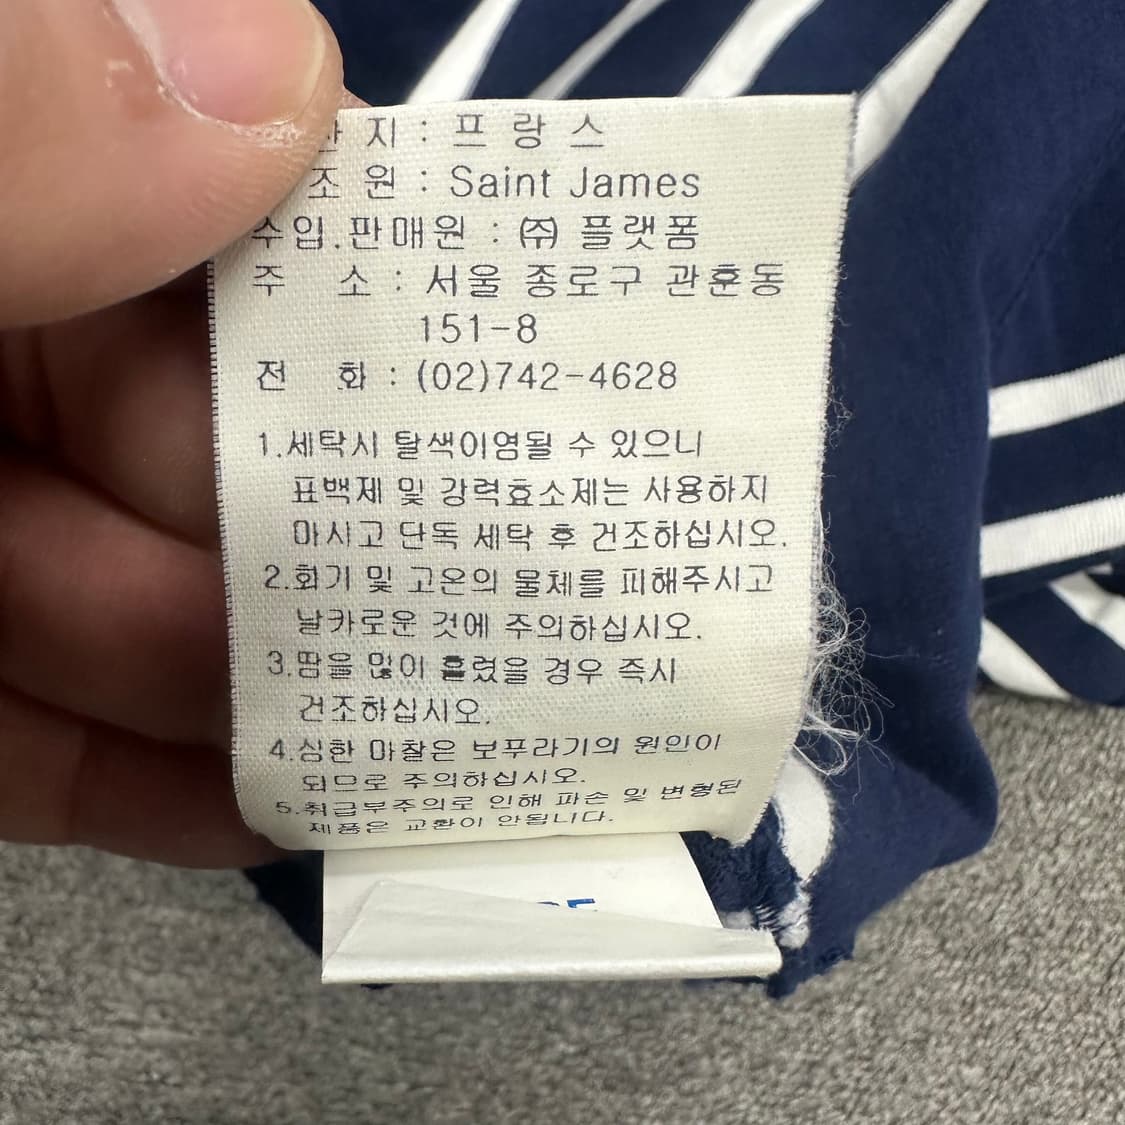 지 : 프랑스
조원 : Saint James
수입.판매원 : ㈜ 플랫폼
주 소 : 서울 종로구 관훈동
151-8
전 화 : (02)742-4628
1.세탁시 탈색이염될 수 있으니
표백제 및 강력효소제는 사용하지
마시고 단독 세탁 후 건조하십시오.
2.화기 및 고온의 물체를 피해주시고
날카로운 것에 주의하십시오.
3.땀을 많이 흘렸을 경우 즉시
건조하십시오.
4.심한 마찰은 보푸라기의 원인이
되므로 주의하십시오.
5.취급부주의로 인해 파손 및 변형된
제품은 교환이 안됩니다.